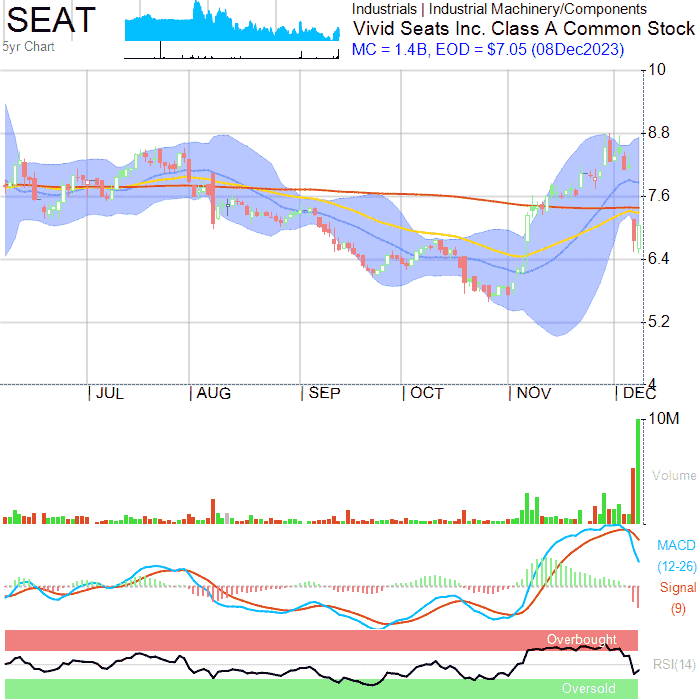 SEAT
5yr Chart
Industrials | Industrial Machinery/Components
Vivid Seats Inc. Class A Common Stock
MC = 1.4B, EOD = $7.05 (08Dec2023)
10
8.8
7.6
6.4
5.2
4
JUL AUG SEP OCT NOV DEC
10M
Volume
MACD
(12-26)
Signal
(9)
Overbought
RSI(14)
Oversold